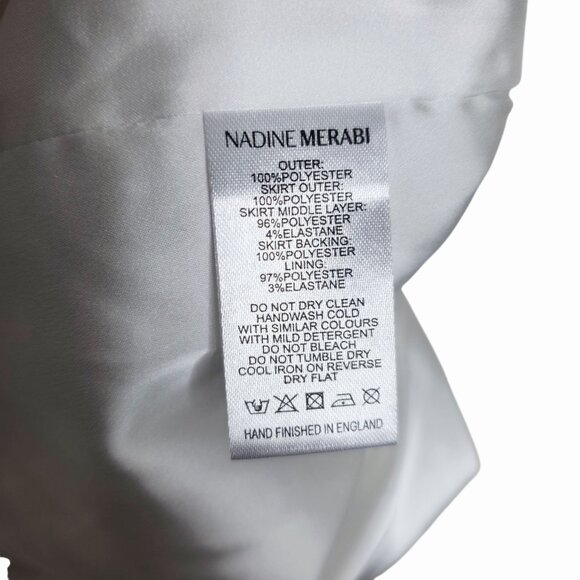 NADINE MERABI
OUTER:
100%POLYESTER
SKIRT OUTER:
100%POLYESTER
SKIRT MIDDLE LAYER:
96%POLYESTER
4%ELASTANE
SKIRT BACKING:
100%POLYESTER
LINING:
97%POLYESTER
3%ELASTANE
DO NOT DRY CLEAN
HANDWASH COLD
WITH SIMILAR COLOURS
WITH MILD DETERGENT
DO NOT BLEACH
DO NOT TUMBLE DRY
COOL IRON ON REVERSE
DRY FLAT
HAND FINISHED IN ENGLAND